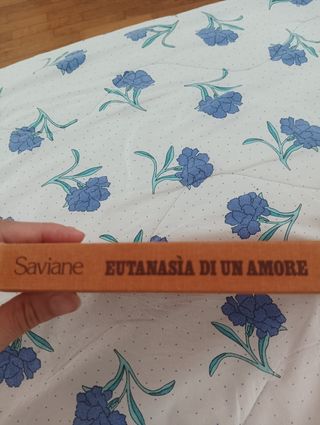 Saviane EUTANASÌA DI UN AMORE